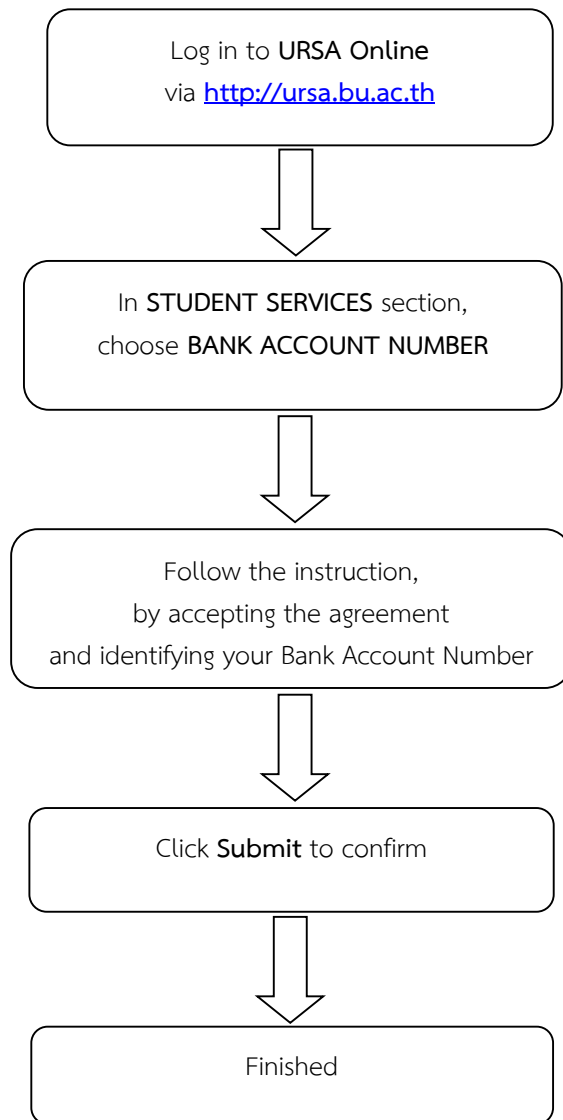 Log in to URSA Online
via http://ursa.bu.ac.th
In STUDENT SERVICES section,
choose BANK ACCOUNT NUMBER
Follow the instruction,
by accepting the agreement
and identifying your Bank Account Number
Click Submit to confirm
Finished